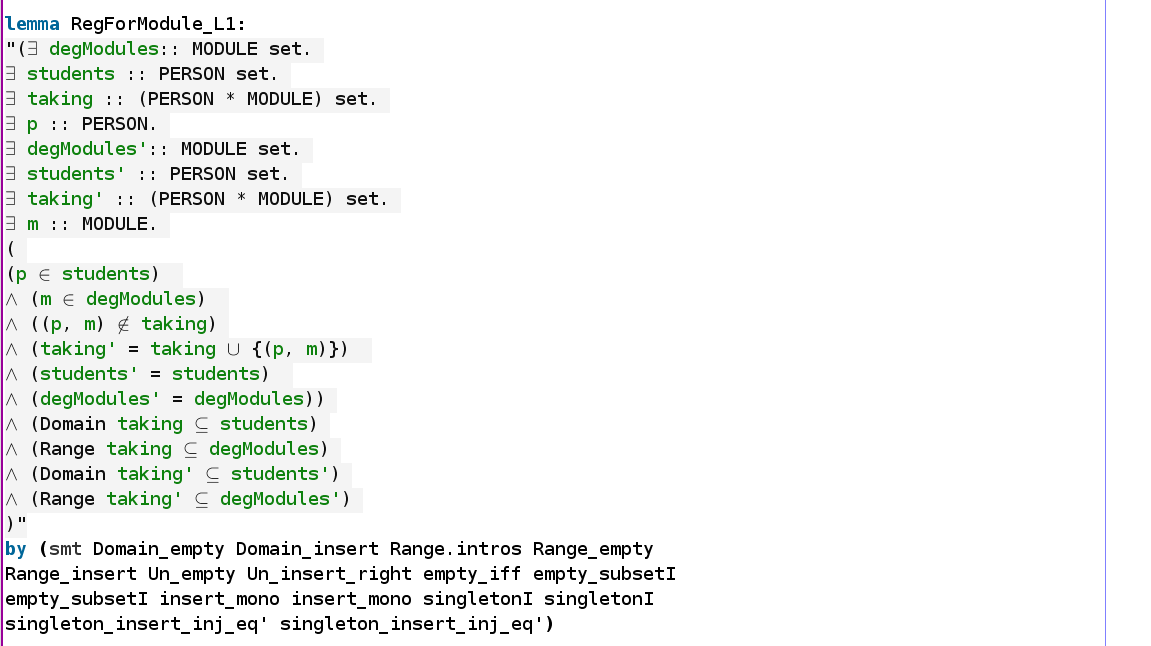 lemma RegForModule_L1:
"(∃ degModules:: MODULE set.
∃ students :: PERSON set.
∃ taking :: (PERSON * MODULE) set.
∃ p :: PERSON.
∃ degModules':: MODULE set.
∃ students' :: PERSON set.
∃ taking' :: (PERSON * MODULE) set.
∃ m :: MODULE.
(
(p ∈ students)
∧ (m ∈ degModules)
∧ ((p, m) ∉ taking)
∧ (taking' = taking ∪ {(p, m)})
∧ (students' = students)
∧ (degModules' = degModules))
∧ (Domain taking ⊆ students)
∧ (Range taking ⊆ degModules)
∧ (Domain taking' ⊆ students')
∧ (Range taking' ⊆ degModules')
)"
by (smt Domain_empty Domain_insert Range.intros Range_empty
Range_insert Un_empty Un_insert_right empty_iff empty_subsetI
empty_subsetI insert_mono insert_mono singletonI singletonI
singleton_insert_inj_eq' singleton_insert_inj_eq')